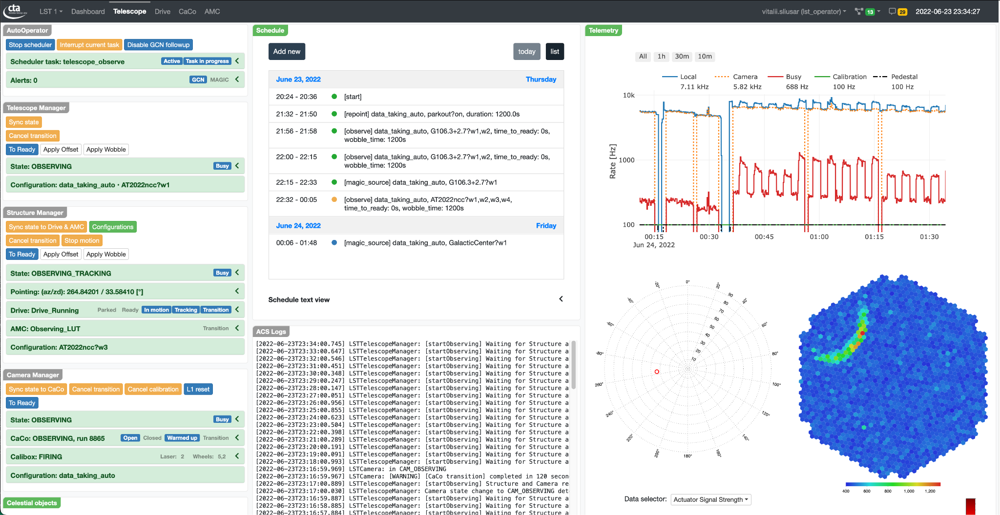 cta
LST 1
Dashboard
Telescope
Drive
CaCo
AMC
vitalii.sliusar (lst_operator)
13
29
2022-06-23 23:34:27
AutoOperator
Stop scheduler
Interrupt current task
Disable GCN followup
Scheduler task: telescope_observe
Active
Task in progress
Alerts: 0
GCN
MAGIC
Telescope Manager
Sync state
Cancel transition
To Ready
Apply Offset
Apply Wobble
State: OBSERVING
Busy
Configuration: data_taking_auto · AT2022ncc?w1
Structure Manager
Sync state to Drive & AMC
Configurations
Cancel transition
Stop motion
To Ready
Apply Offset
Apply Wobble
State: OBSERVING_TRACKING
Busy
Pointing: (az/zd): 264.84201 / 33.58410 [°]
Drive: Drive_Running
Parked
Ready
In motion
Tracking
Transition
AMC: Observing_LUT
Transition
Configuration: AT2022ncc?w3
Camera Manager
Sync state to CaCo
Cancel transition
Cancel calibration
L1 reset
To Ready
State: OBSERVING
Busy
CaCo: OBSERVING, run 8865
Open
Closed
Warmed up
Transition
Calibox: FIRING
Laser: 2
Wheels: 5,2
Configuration: data_taking_auto
Celestial objects
Schedule
Add new
today
list
June 23, 2022
Thursday
20:24 - 20:36 [start]
21:32 - 21:50 [repoint] data_taking_auto, parkout?on, duration: 1200.0s
21:56 - 21:58 [observe] data_taking_auto, G106.3+2.7?w1,w2, time_to_ready: 0s,
wobble_time: 1200s
22:00 - 22:15 [observe] data_taking_auto, G106.3+2.7?w1,w2, time_to_ready: 0s,
wobble_time: 1200s
22:15 - 22:33 [magic_source] data_taking_auto, G106.3+2.7?w1
22:32 - 00:05 [observe] data_taking_auto, AT2022ncc?w1,w2,w3,w4,
time_to_ready: 0s, wobble_time: 1200s
June 24, 2022
Friday
00:06 - 01:48 [magic_source] data_taking_auto, GalacticCenter?w1
Schedule text view
ACS Logs
[2022-06-23T23:34:00.745] LSTTelescopeManager: [startObserving] Waiting for Structure a
[2022-06-23T23:33:00.647] LSTTelescopeManager: [startObserving] Waiting for Structure a
[2022-06-23T23:32:00.546] LSTTelescopeManager: [startObserving] Waiting for Structure a
[2022-06-23T23:31:00.451] LSTTelescopeManager: [startObserving] Waiting for Structure a
[2022-06-23T23:30:00.348] LSTTelescopeManager: [startObserving] Waiting for Structure a
[2022-06-23T23:29:00.247] LSTTelescopeManager: [startObserving] Waiting for Structure a
[2022-06-23T23:28:00.147] LSTTelescopeManager: [startObserving] Waiting for Structure a
[2022-06-23T23:27:00.051] LSTTelescopeManager: [startObserving] Waiting for Structure a
[2022-06-23T23:26:00.956] LSTTelescopeManager: [startObserving] Waiting for Structure a
[2022-06-23T23:25:00.855] LSTTelescopeManager: [startObserving] Waiting for Structure a
[2022-06-23T23:24:00.623] LSTTelescopeManager: [startObserving] Waiting for Structure a
[2022-06-23T23:23:00.504] LSTTelescopeManager: [startObserving] Waiting for Structure a
[2022-06-23T23:22:00.398] LSTTelescopeManager: [startObserving] Waiting for Structure a
[2022-06-23T23:21:00.289] LSTTelescopeManager: [startObserving] Waiting for Structure a
[2022-06-23T23:20:00.191] LSTTelescopeManager: [startObserving] Waiting for Structure a
[2022-06-23T23:19:00.091] LSTTelescopeManager: [startObserving] Waiting for Structure a
[2022-06-23T23:18:00.993] LSTTelescopeManager: [startObserving] Waiting for Structure a
[2022-06-23T23:16:59.969] LSTCamera: in CAM_OBSERVING
[2022-06-23T23:16:59.967] LSTCamera: [WARNING] [CaCo transition] completed in 120 secon
[2022-06-23T23:17:00.889] LSTTelescopeManager: [startObserving] Structure and Camera re
[2022-06-23T23:17:00.030] LSTTelescopeManager: Camera state change to CAM_OBSERVING det
[2022-06-23T23:16:59.887] LSTTelescopeManager: [startObserving] Waiting for Structure a
[2022-06-23T23:16:58.885] LSTTelescopeManager: [startObserving] Waiting for Structure a
[2022-06-23T23:16:57.884] LSTTelescopeManager: [startObserving] Waiting for Structure a
Telemetry
All
1h
30m
10m
Local
Camera
Busy
Calibration
Pedestal
7.11 kHz
5.82 kHz
688 Hz
100 Hz
100 Hz
10k
1000
100
Rate [Hz]
00:15
00:30
00:45
01:00
01:15
01:30
Jun 24, 2022
-20°
0°
20°
-40°
40°
-60°
60°
-80°
80°
260°
100°
240°
120°
220°
140°
200°
180°
160°
90
80
70
60
50
40
30
20
10
400
600
800
1,000
1,200
Data selector:
Actuator Signal Strength